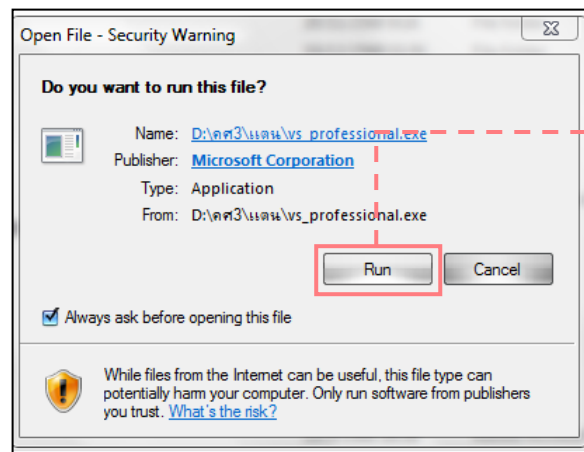 Open File - Security Warning
Do you want to run this file?
Name: D:\คศ3\แตน\vs_professional.exe
Publisher: Microsoft Corporation
Type: Application
From: D:\คศ3\แตน\vs_professional.exe
Run Cancel
Always ask before opening this file
While files from the Internet can be useful, this file type can
potentially harm your computer. Only run software from publishers
you trust. What's the risk?